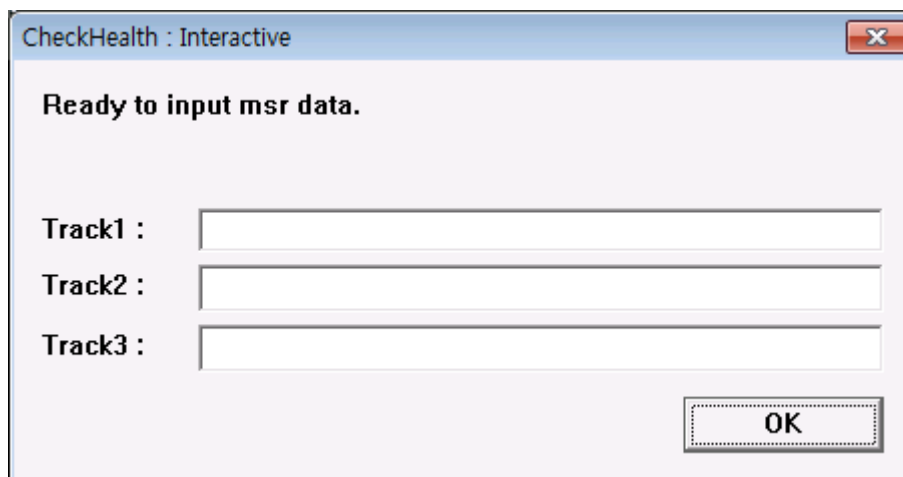 CheckHealth : Interactive
Ready to input msr data.
Track1 :
Track2 :
Track3 :
OK